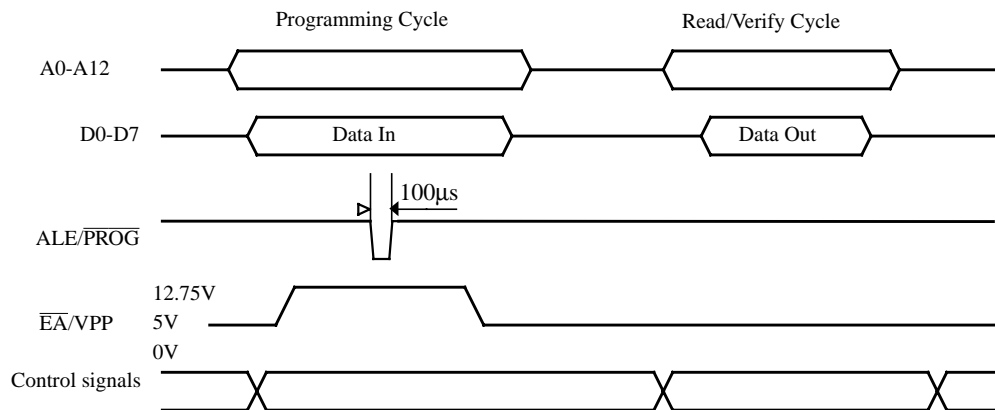 Programming Cycle
Read/Verify Cycle
A0-A12
D0-D7
Data In
Data Out
100μs
ALE/PROG
12.75V
EA/VPP
5V
0V
Control signals